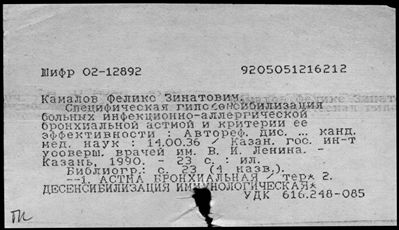 Шифр 02-12892 9205051216212
Камалов Феликс Зинатович.
Специфическая гипосенсибилизация
больных инфекционно-аллергической
бронхиальной астмой и критерии ее
эффективности : Автореф. дис. ... канд.
мед. наук : 14.00.36 / Казан. гос. ин-т
усоверш. врачей им. В. И. Ленина. -
Казань, 1990. - 23 с. : ил.
Библиогр.: с. 23 (4 назв.).
--1. АСТМА БРОНХИАЛЬНАЯ / тер* 2.
ДЕСЕНСИБИЛИЗАЦИЯ ИММУНОЛОГИЧЕСКАЯ*
УДК 616.248-085